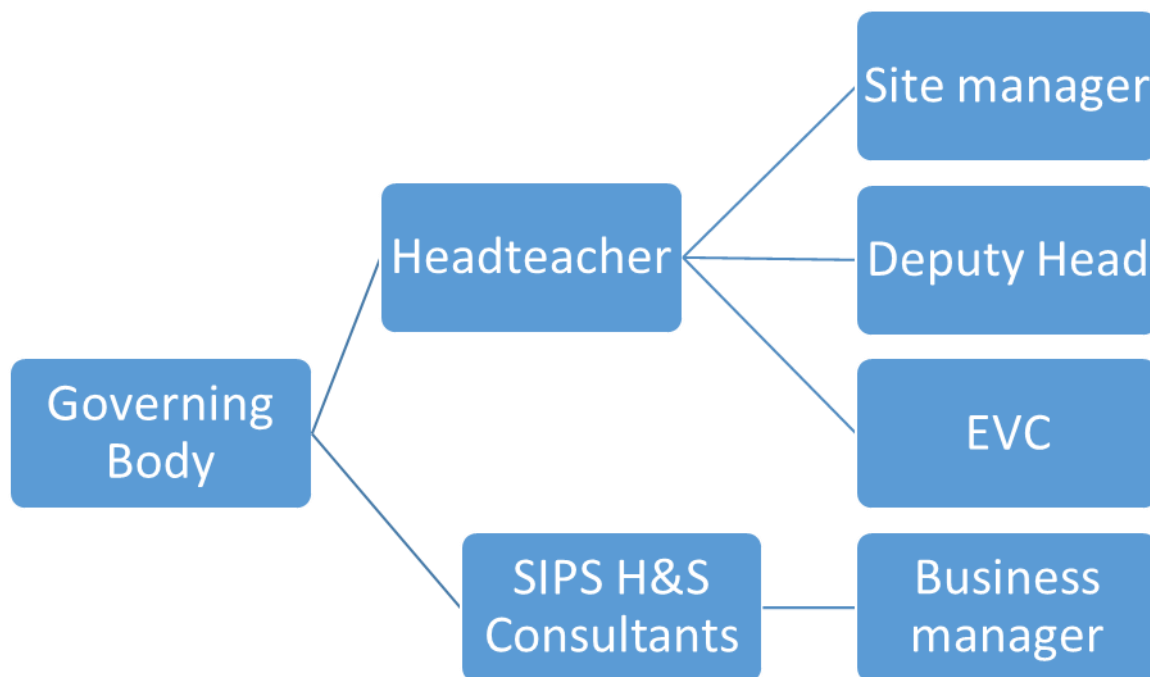 Site manager
Headteacher
Deputy Head
Governing
Body
EVC
SIPS H&S
Consultants
Business
manager